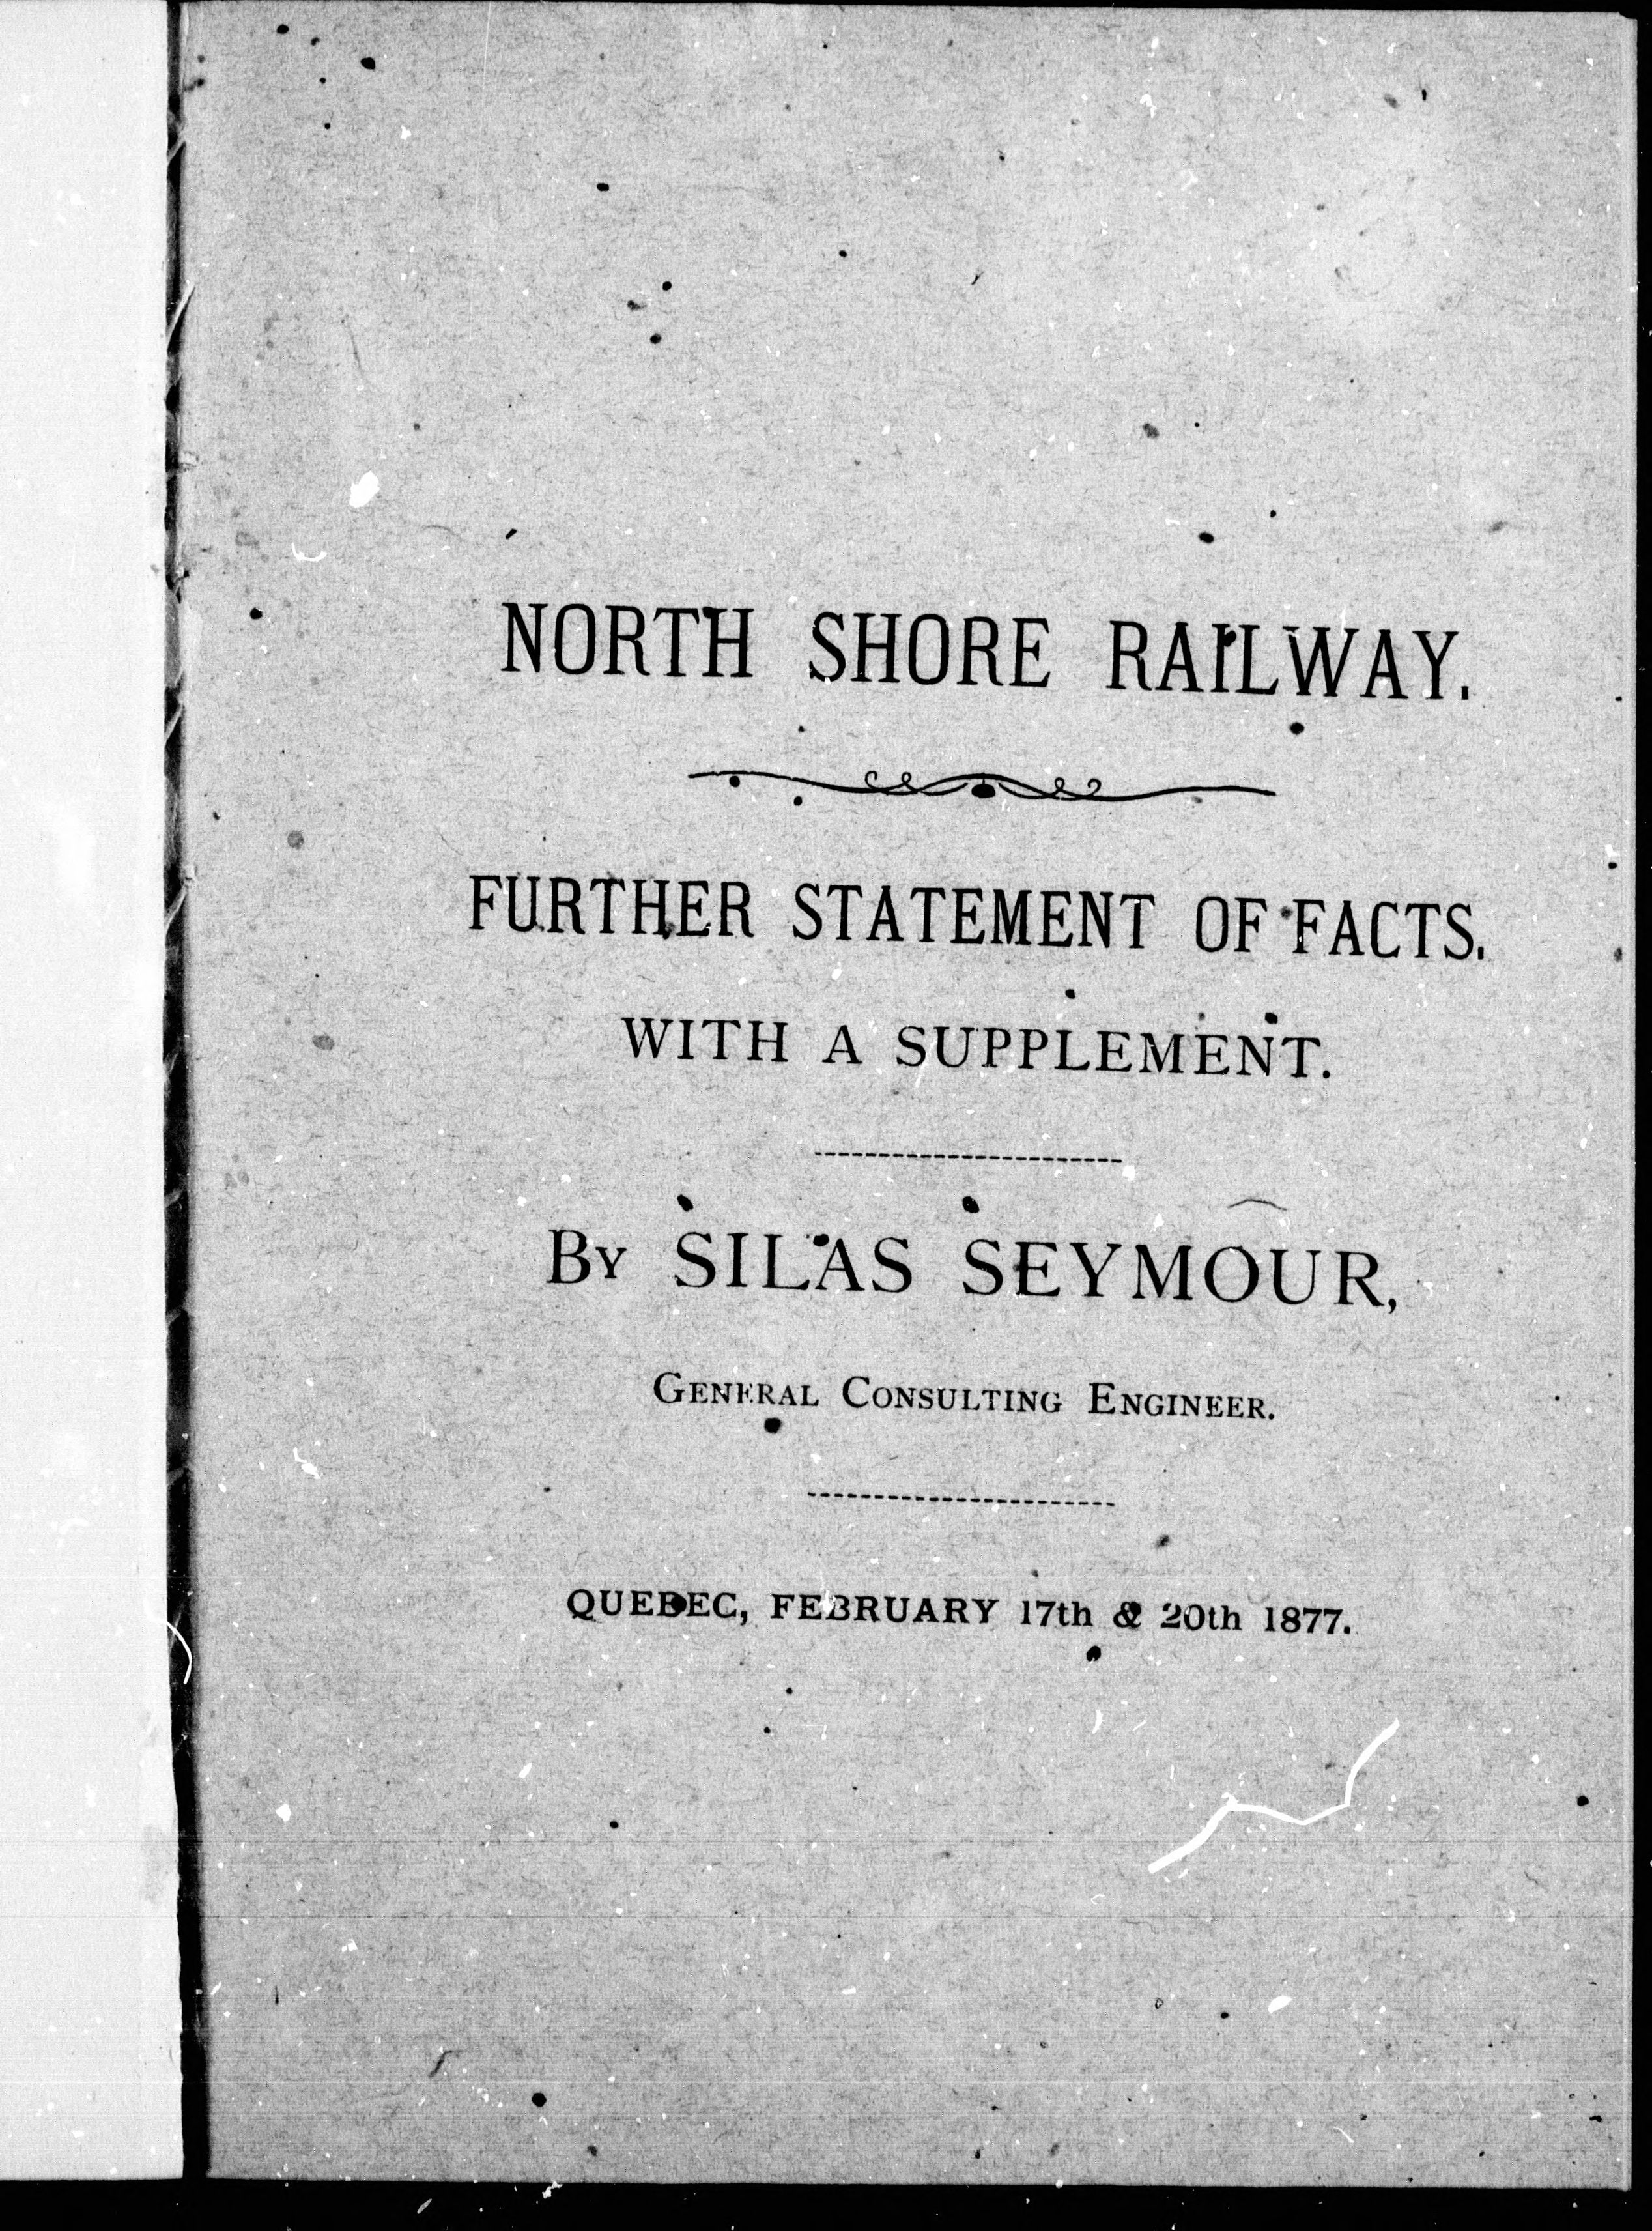 NORTH SHORE RAILWAY.
FURTHER STATEMENT OF FACTS.
WITH A SUPPLEMENT.
By SILAS SEYMOUR,
General Consulting Engineer.
QUEBEC, FEBRUARY 17th & 20th 1877.